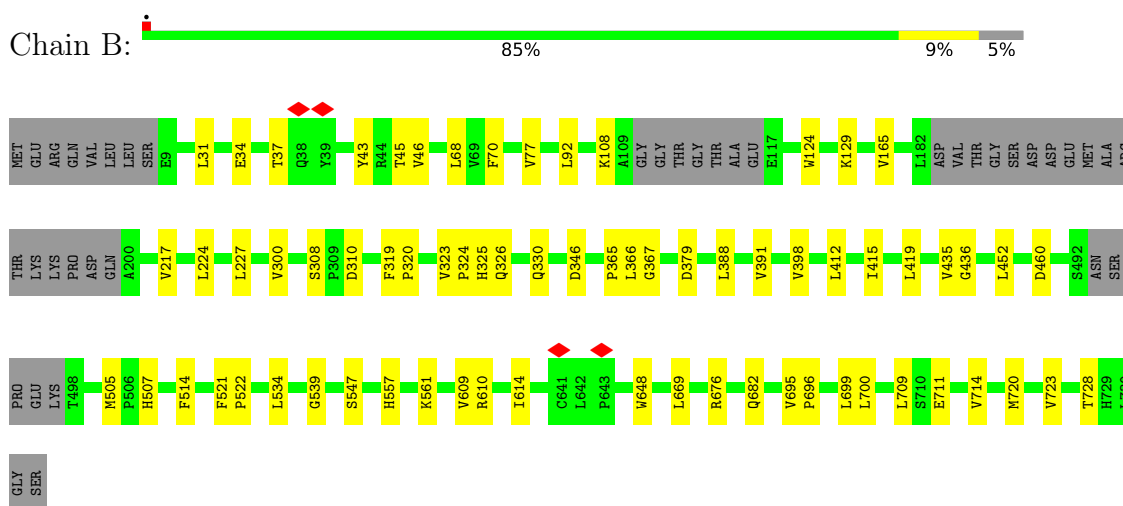 Chain B:
85% 9% 5%
MET GLU ARG GLN VAL LEU LEU SER E9 L31 E34 T37 Q38 Y39 Y43 R44 T45 V46 L68 V69 F70 V77 L92 K108 A109 GLY GLY THR GLY THR ALA GLU E117 W124 K129 V165 L182 ASP VAL THR GLY SER ASP ASP GLU MET ALA ARG
THR LYS LYS PRO ASP GLN A200 V217 L224 L227 V300 S308 P309 D310 F319 P320 V323 P324 H325 Q326 Q330 D346 P365 L366 G367 D379 L388 V391 V398 L412 I415 L419 V435 G436 L452 D460 S492 ASN SER
PRO GLU LYS T498 M505 P506 H507 F514 F521 P522 L534 G539 S547 H557 K561 V609 R610 I614 C641 L642 P643 W648 L669 R676 Q682 V695 P696 L699 L700 L709 S710 E711 V714 M720 V723 T728 H729
GLY SER